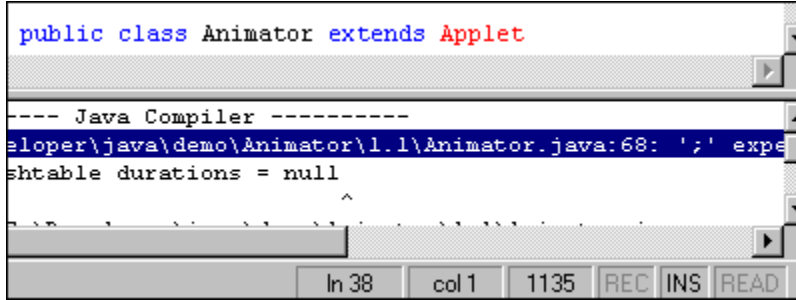 public class Animator extends Applet
---- Java Compiler ----------
eloper\java\demo\Animator\1.1\Animator.java:68: ';' expe
shtable durations = null
^
ln 38 col 1 1135 REC INS READ